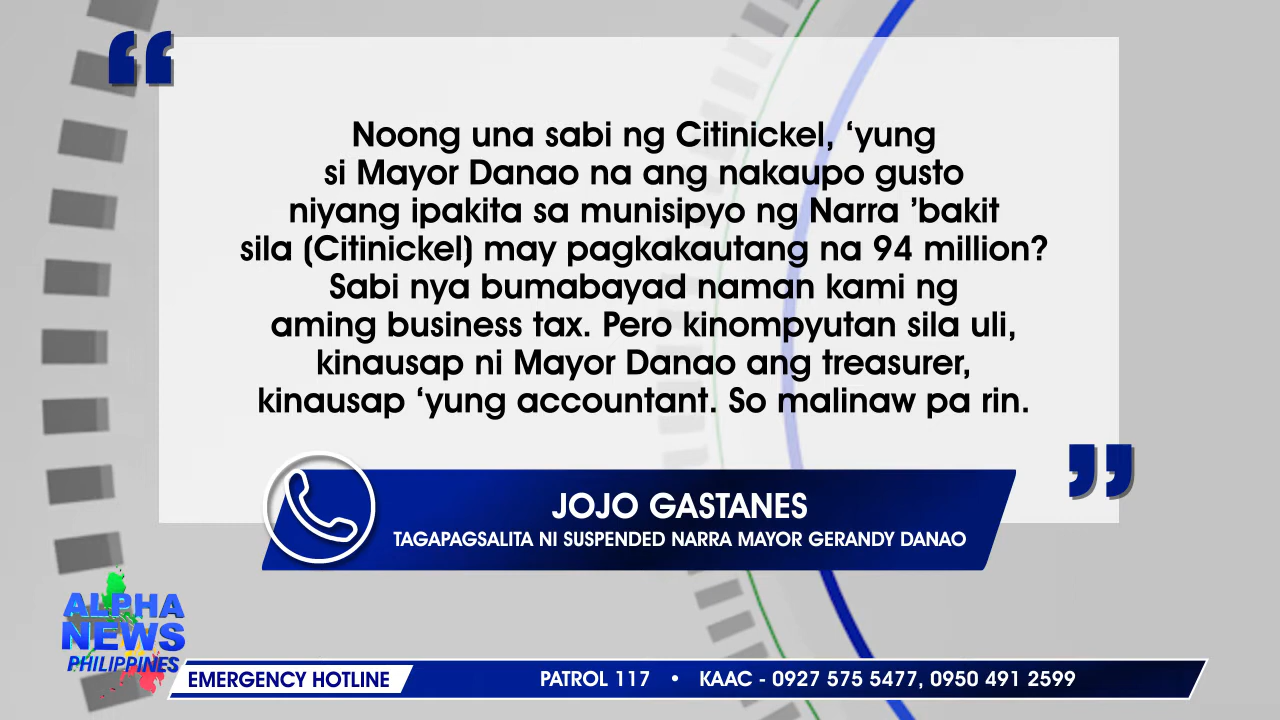 “
Noong una sabi ng Citinickel, ‘yung
si Mayor Danao na ang nakaupo gusto
niyang ipakita sa munisipyo ng Narra ’bakit
sila (Citinickel) may pagkakautang na 94 million?
Sabi nya bumabayad naman kami ng
aming business tax. Pero kinompyutan sila uli,
kinausap ni Mayor Danao ang treasurer,
kinausap ‘yung accountant. So malinaw pa rin.
”
JOJO GASTANES
TAGAPAGSALITA NI SUSPENDED NARRA MAYOR GERANDY DANAO
ALPHA
NEWS
PHILIPPINES
EMERGENCY HOTLINE PATROL 117 • KAAC - 0927 575 5477, 0950 491 2599